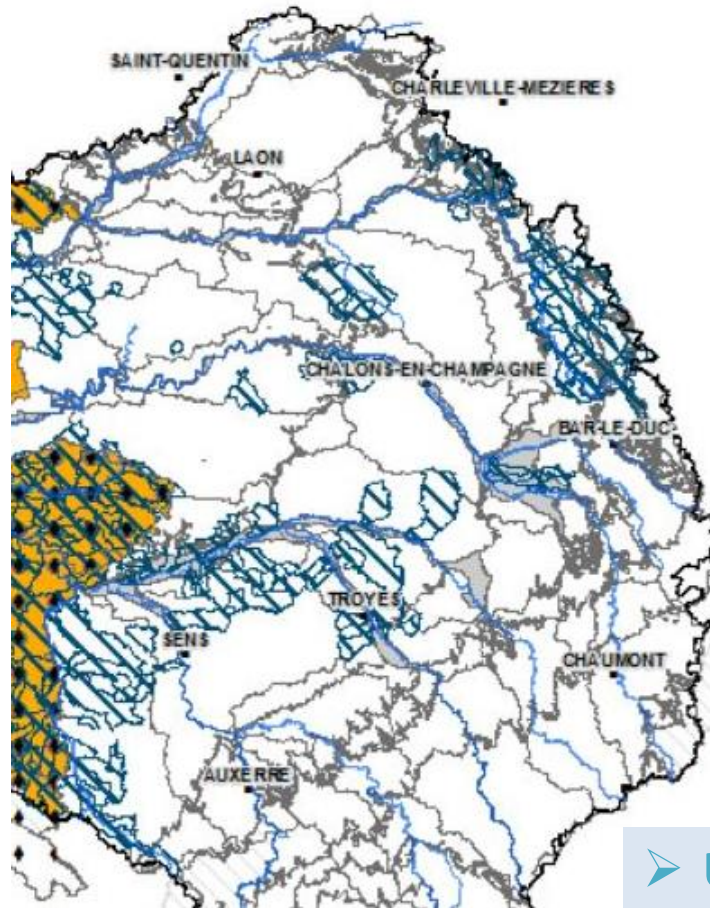 SAINT-QUENTIN
CHARLEVILLE-MEZIERES
LAON
CHALONS-EN-CHAMPAGNE
BAR-LE-DUC
TROYES
SENS
CHAUMONT
AUXERRE